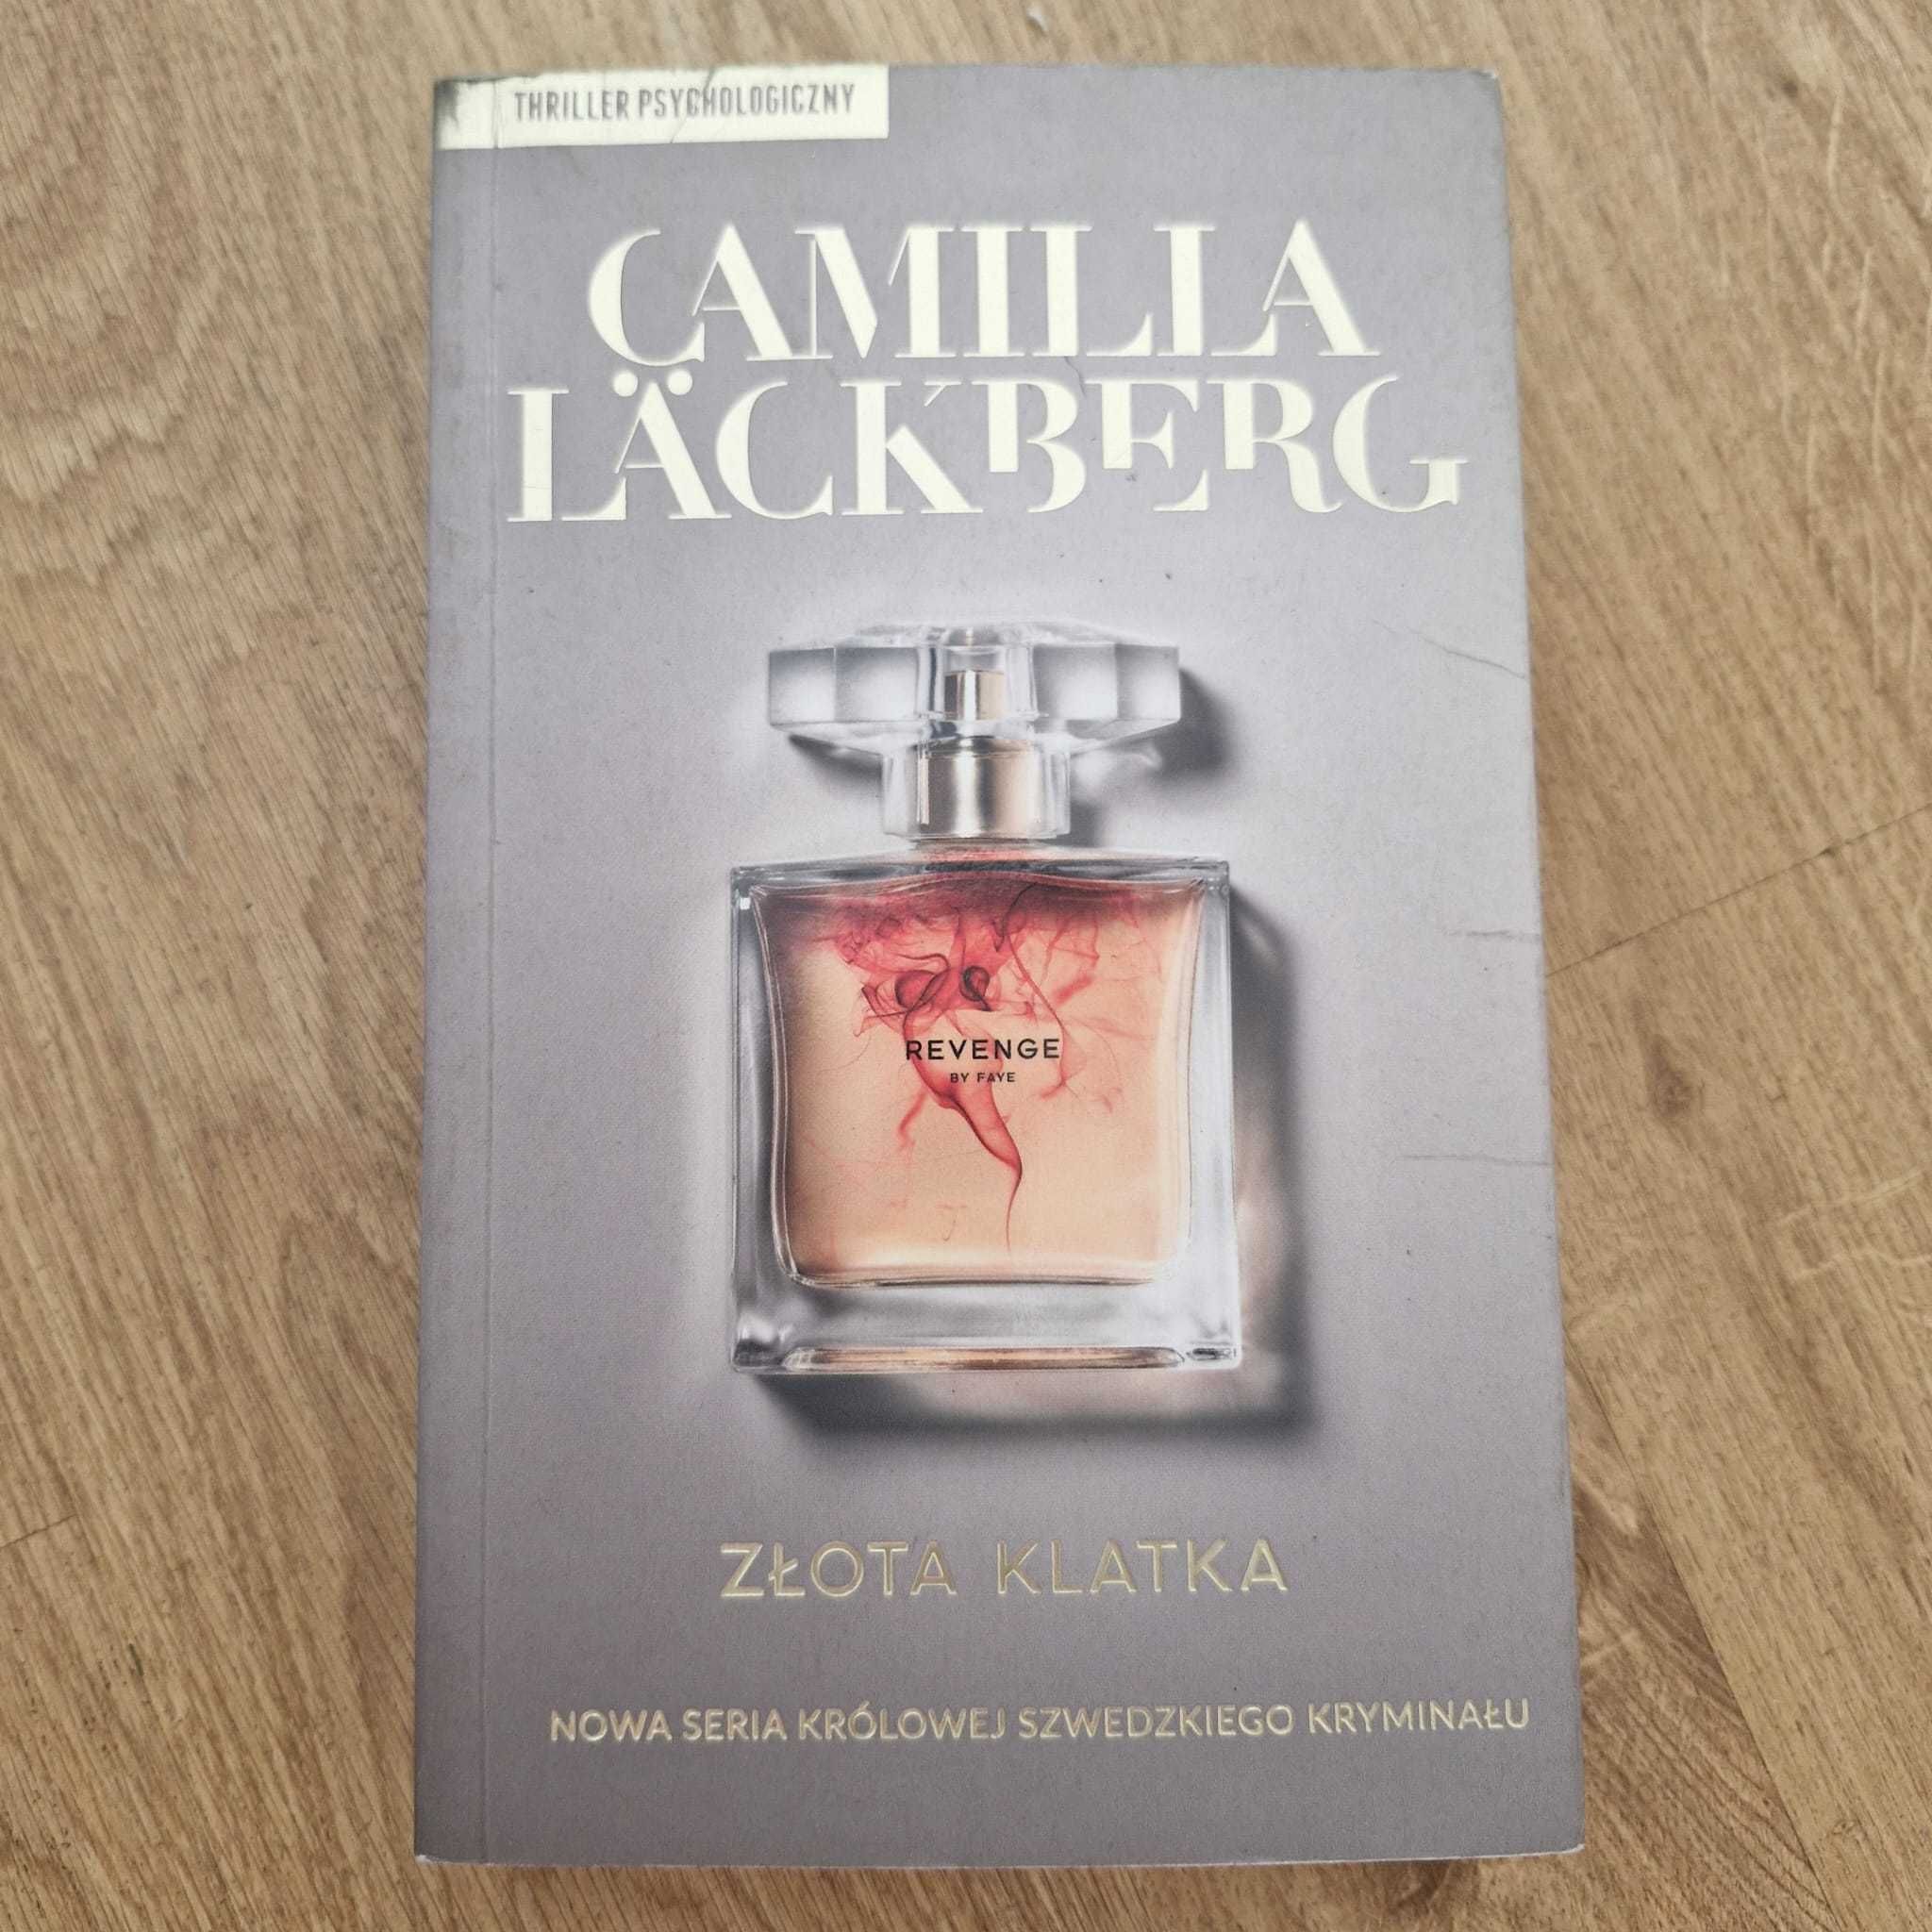 THRILLER PSYCHOLOGICZNY
CAMILLA
LÄCKBERG
REVENGE
BY FAYE
ZŁOTA KLATKA
NOWA SERIA KRÓLOWEJ SZWEDZKIEGO KRYMINAŁU